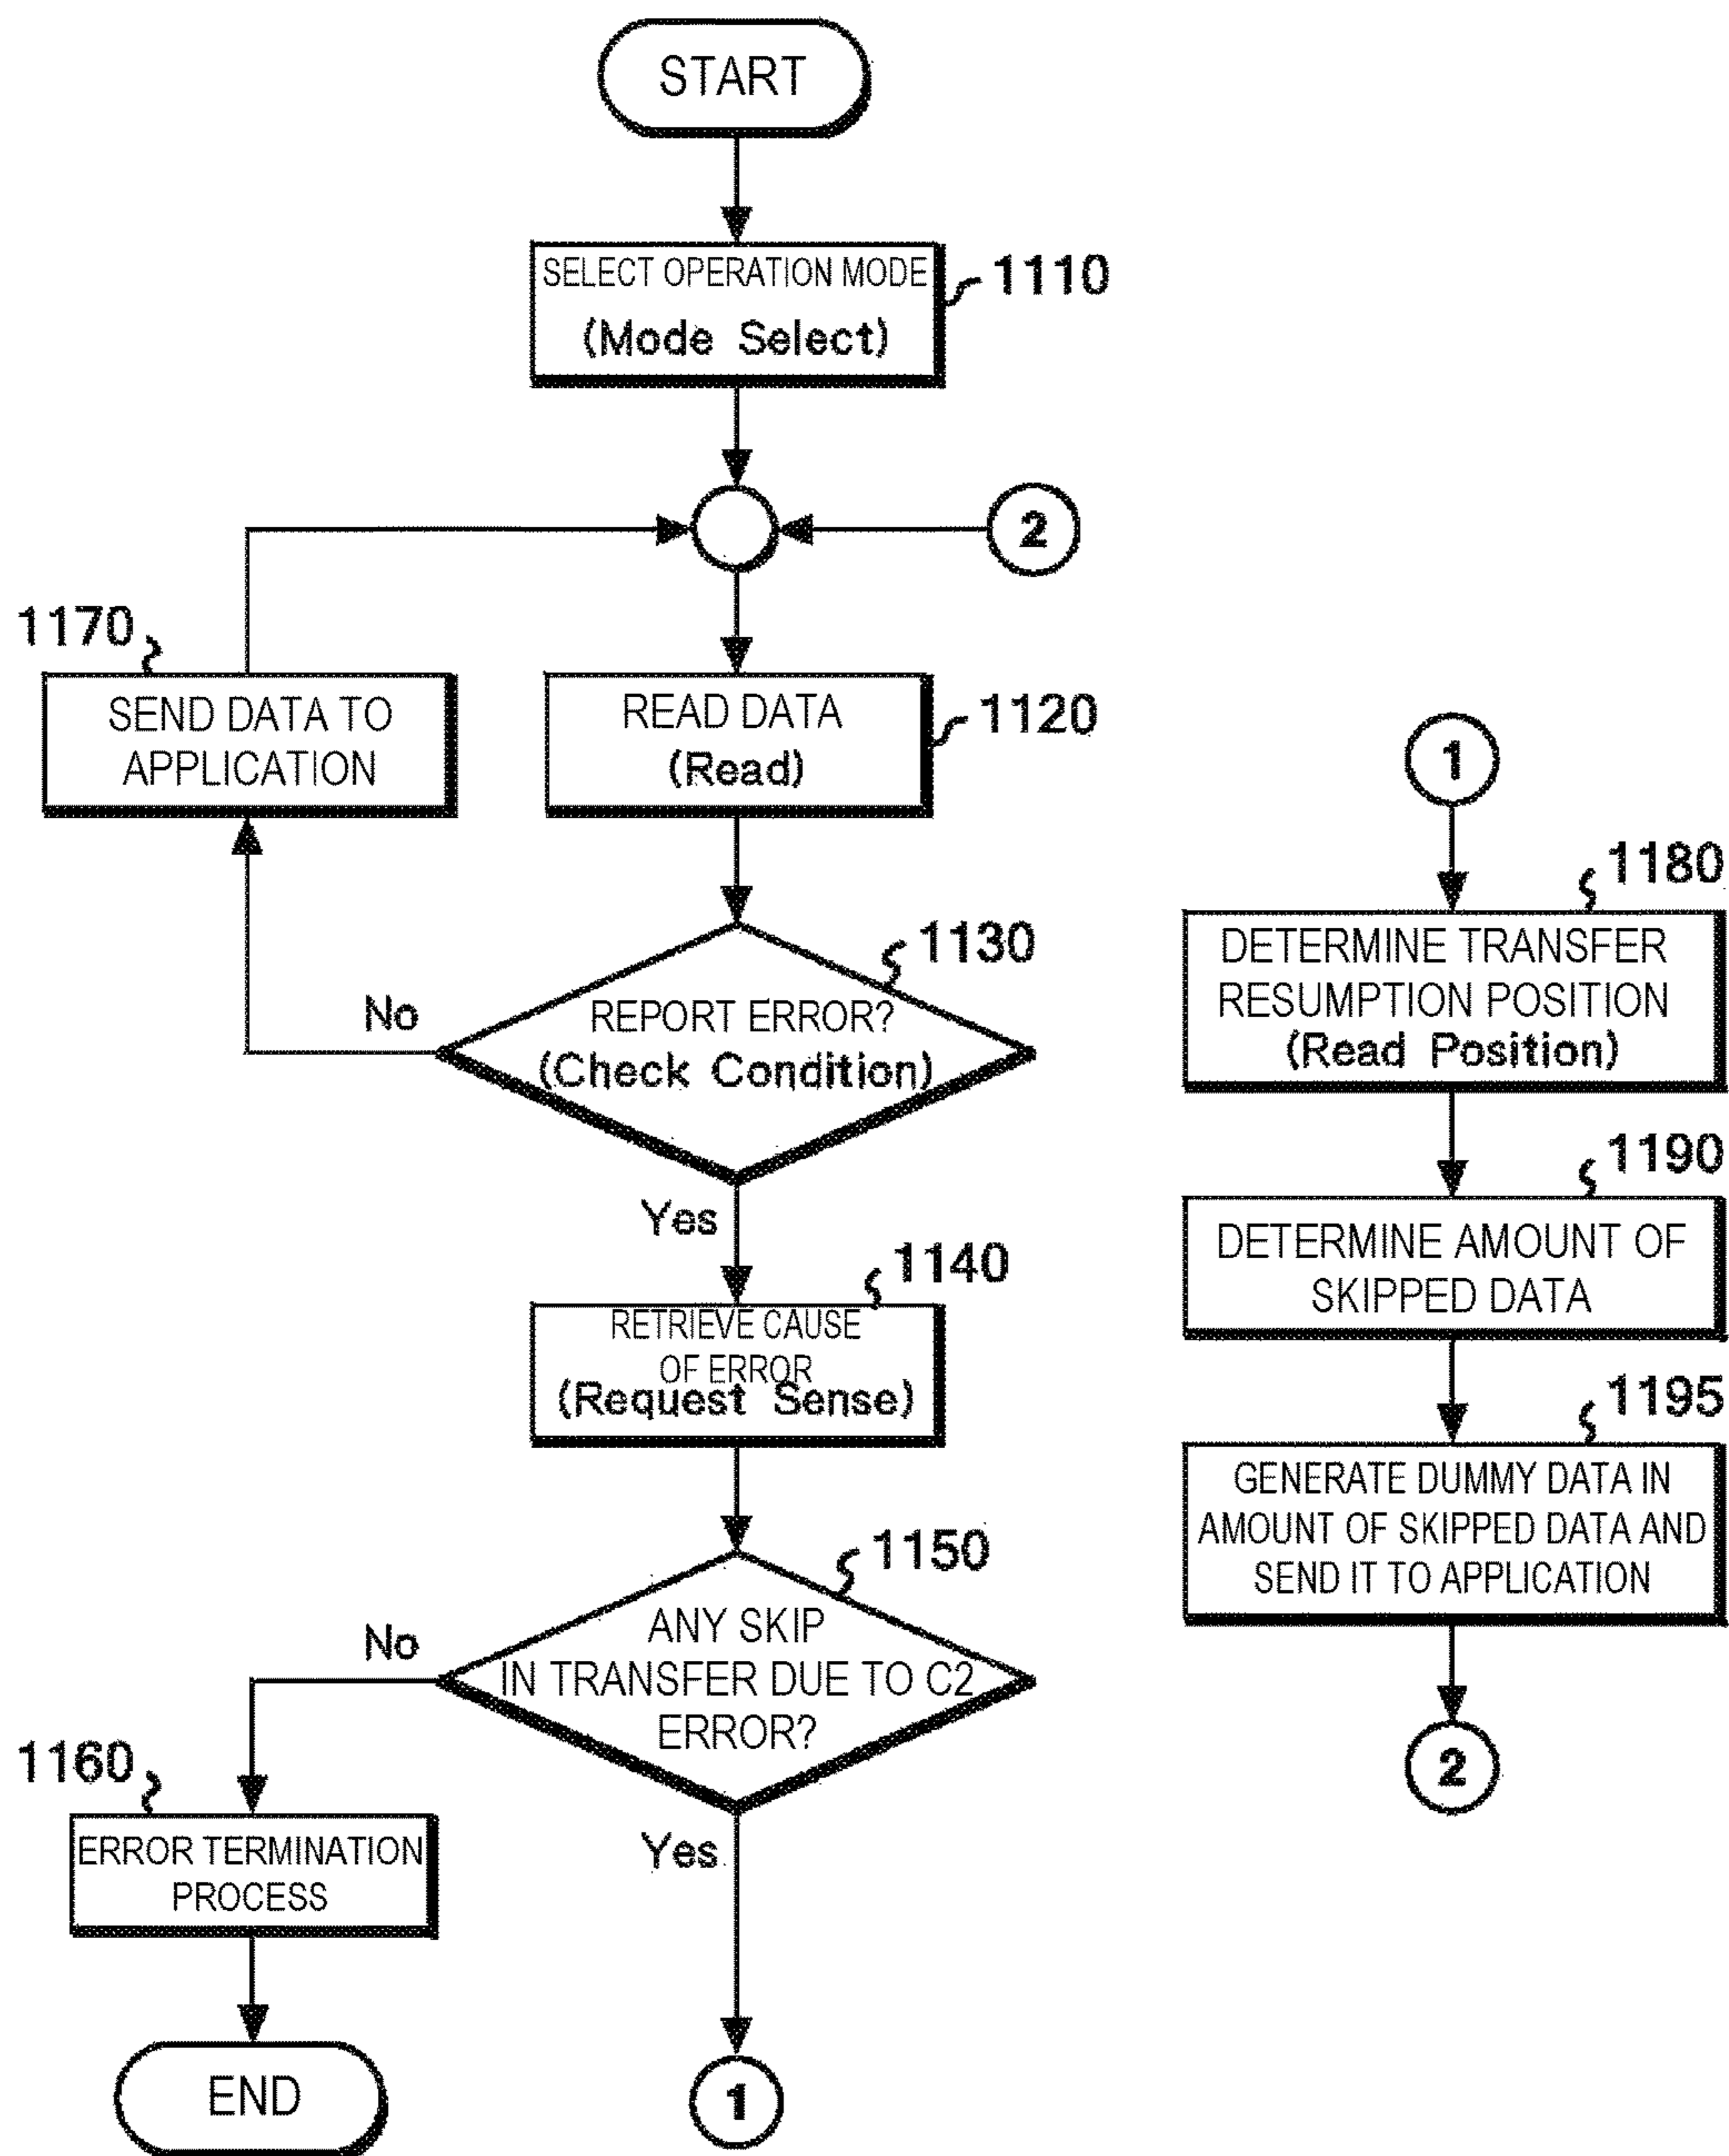 START
SELECT OPERATION MODE
(Mode Select)
1110
2
1170
SEND DATA TO
APPLICATION
READ DATA
(Read)
1120
1130
REPORT ERROR?
(Check Condition)
No
Yes
1140
RETRIEVE CAUSE
OF ERROR
(Request Sense)
1150
ANY SKIP
IN TRANSFER DUE TO C2
ERROR?
No
Yes
1160
ERROR TERMINATION
PROCESS
END
1
1
1180
DETERMINE TRANSFER
RESUMPTION POSITION
(Read Position)
1190
DETERMINE AMOUNT OF
SKIPPED DATA
1195
GENERATE DUMMY DATA IN
AMOUNT OF SKIPPED DATA AND
SEND IT TO APPLICATION
2